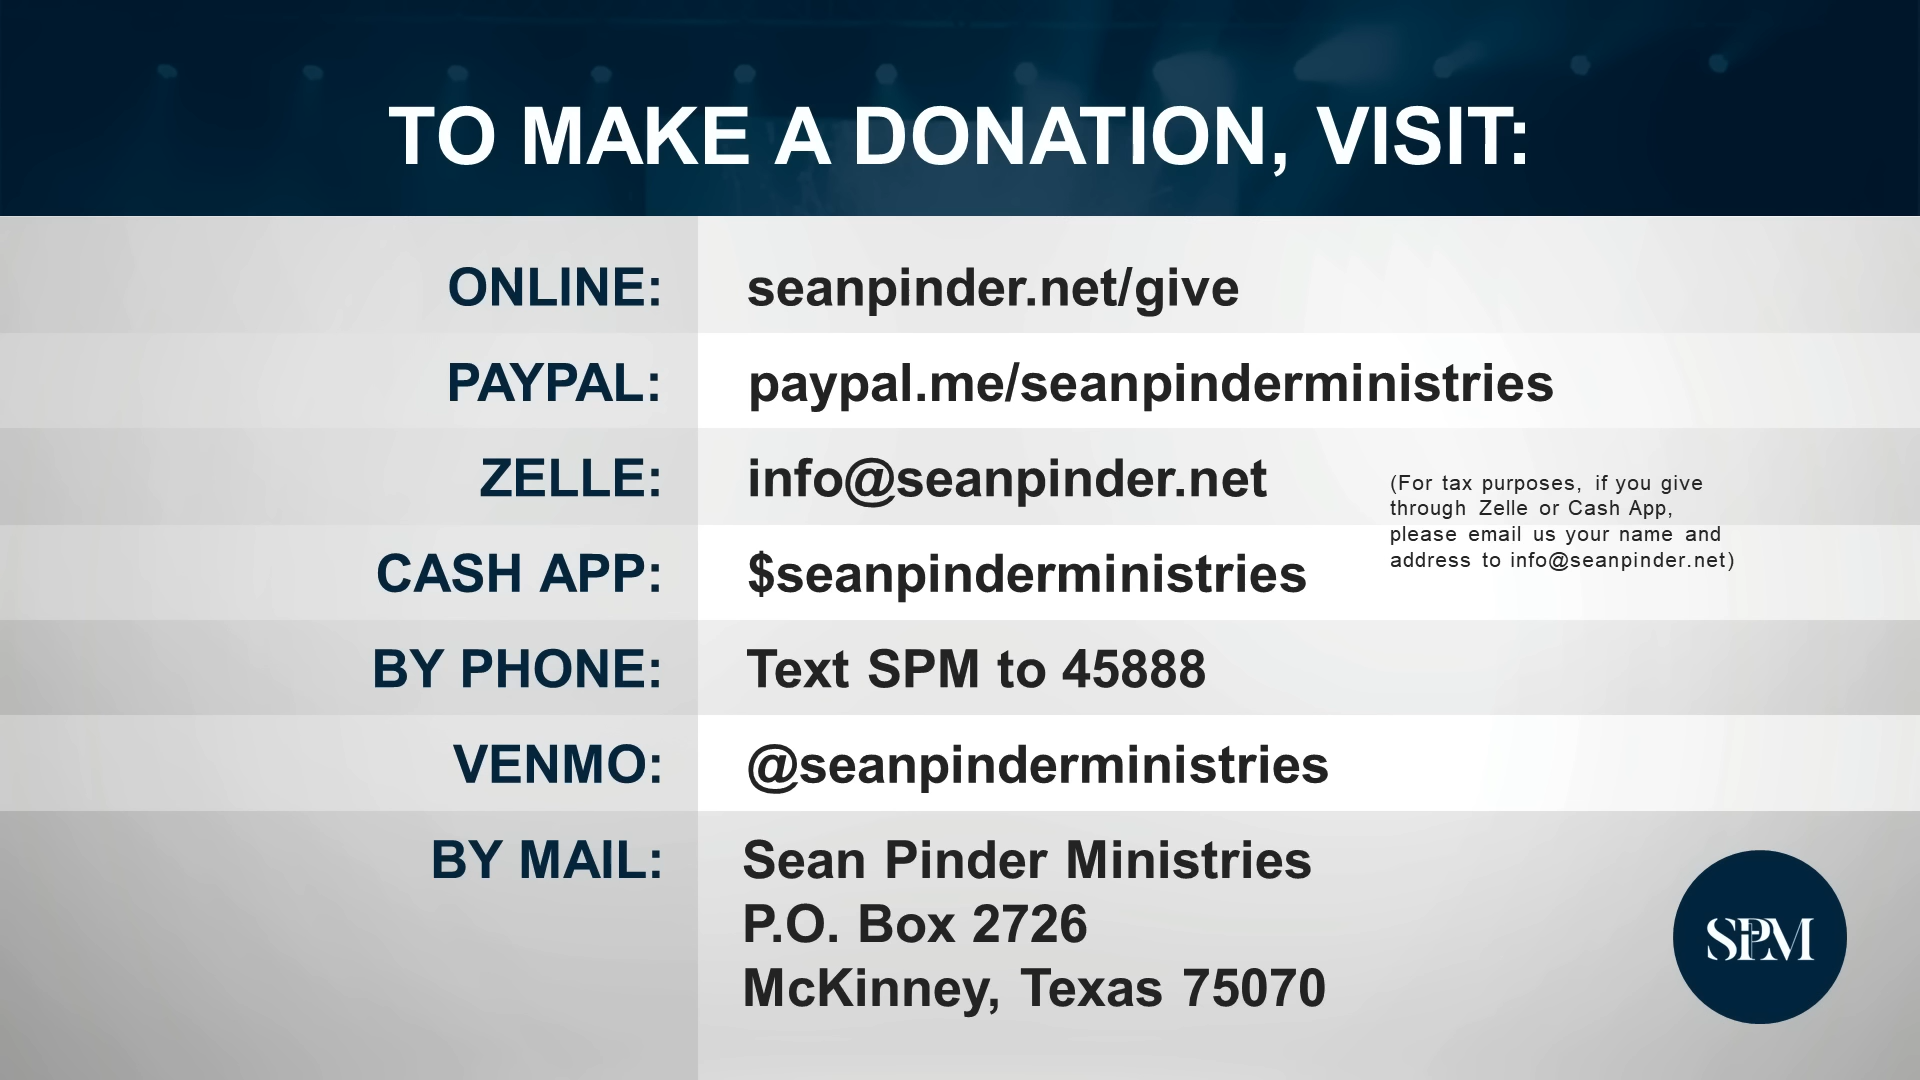 TO MAKE A DONATION, VISIT:
ONLINE: seanpinder.net/give
PAYPAL: paypal.me/seanpinderministries
ZELLE: info@seanpinder.net
CASH APP: $seanpinderministries
(For tax purposes, if you give
through Zelle or Cash App,
please email us your name and
address to info@seanpinder.net)
BY PHONE: Text SPM to 45888
VENMO: @seanpinderministries
BY MAIL: Sean Pinder Ministries
P.O. Box 2726
McKinney, Texas 75070
SPM